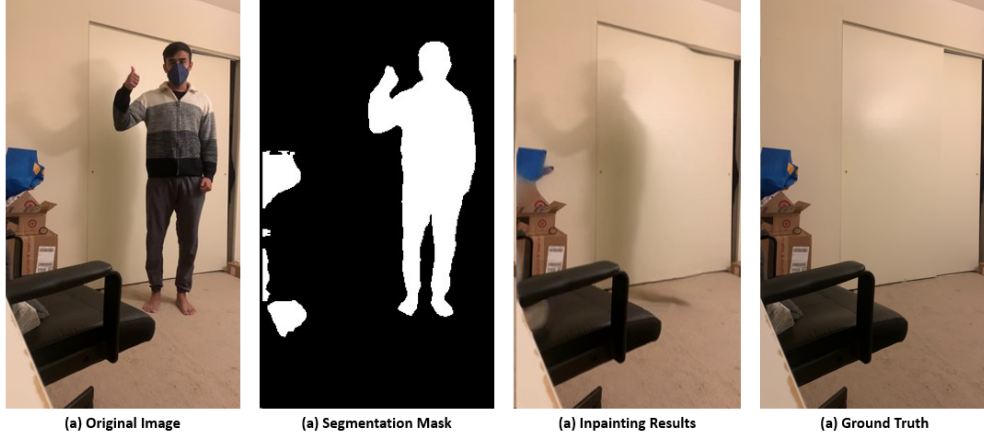 (a) Original Image
(a) Segmentation Mask
(a) Inpainting Results
(a) Ground Truth